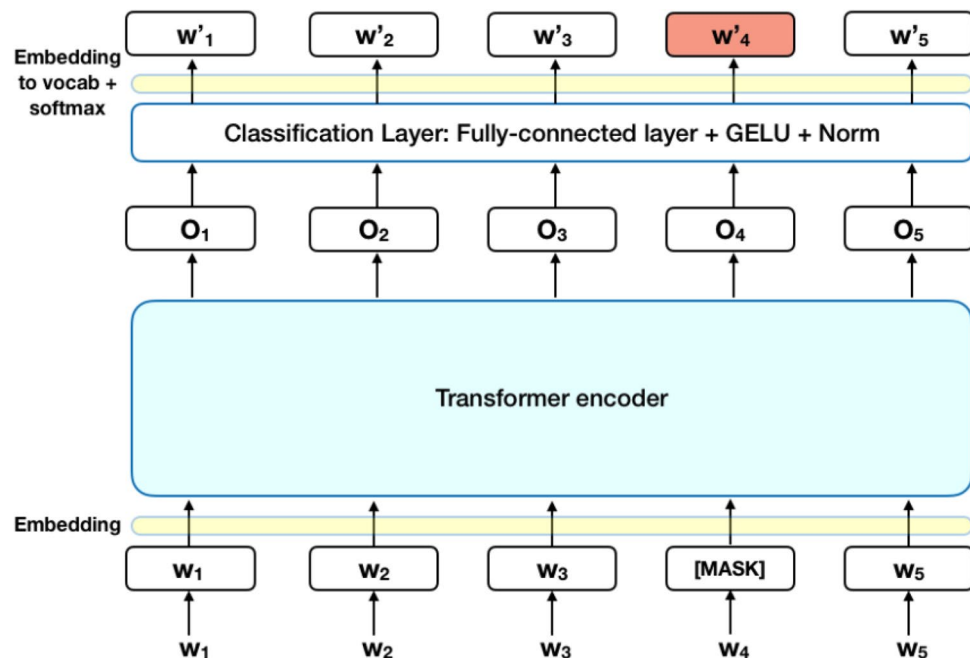 w'₁ w'₂ w'₃ w'₄ w'₅
Embedding
to vocab +
softmax
Classification Layer: Fully-connected layer + GELU + Norm
O₁ O₂ O₃ O₄ O₅
Transformer encoder
Embedding
W₁ W₂ W₃ [MASK] W₅
W₁ W₂ W₃ W₄ W₅